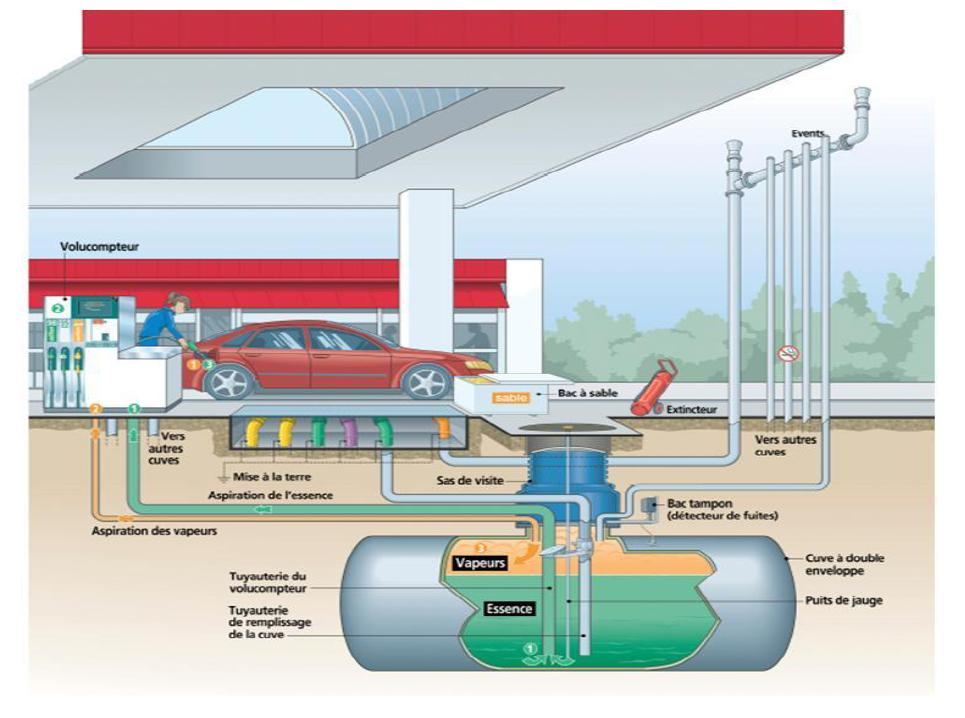 Events
Volucompteur
2
1
3
sable
Bac à sable
Extincteur
2
1
Vers
autres
cuves
Vers autres
cuves
Mise à la terre
Sas de visite
Aspiration de l'essence
Bac tampon
(détecteur de fuites)
Aspiration des vapeurs
3
Vapeurs
Cuve à double
enveloppe
Tuyauterie du
volucompteur
Essence
Puits de jauge
Tuyauterie
de remplissage
de la cuve
1